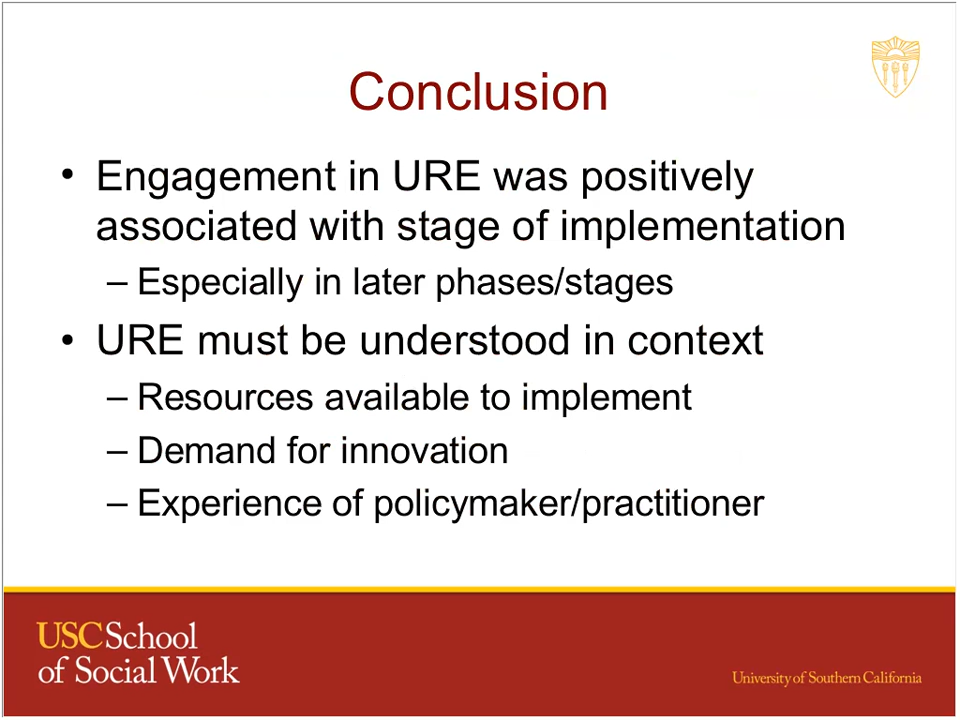 Conclusion
• Engagement in URE was positively
associated with stage of implementation
– Especially in later phases/stages
• URE must be understood in context
– Resources available to implement
– Demand for innovation
– Experience of policymaker/practitioner
USC School
of Social Work
University of Southern California